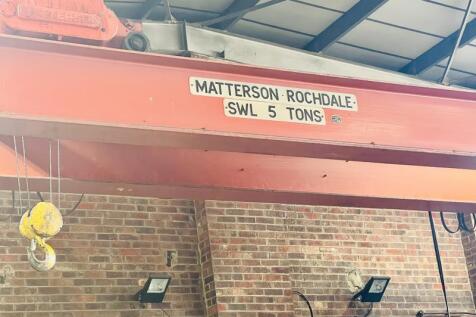 MATTERSON · ROCHDALE
SWL 5 TONS